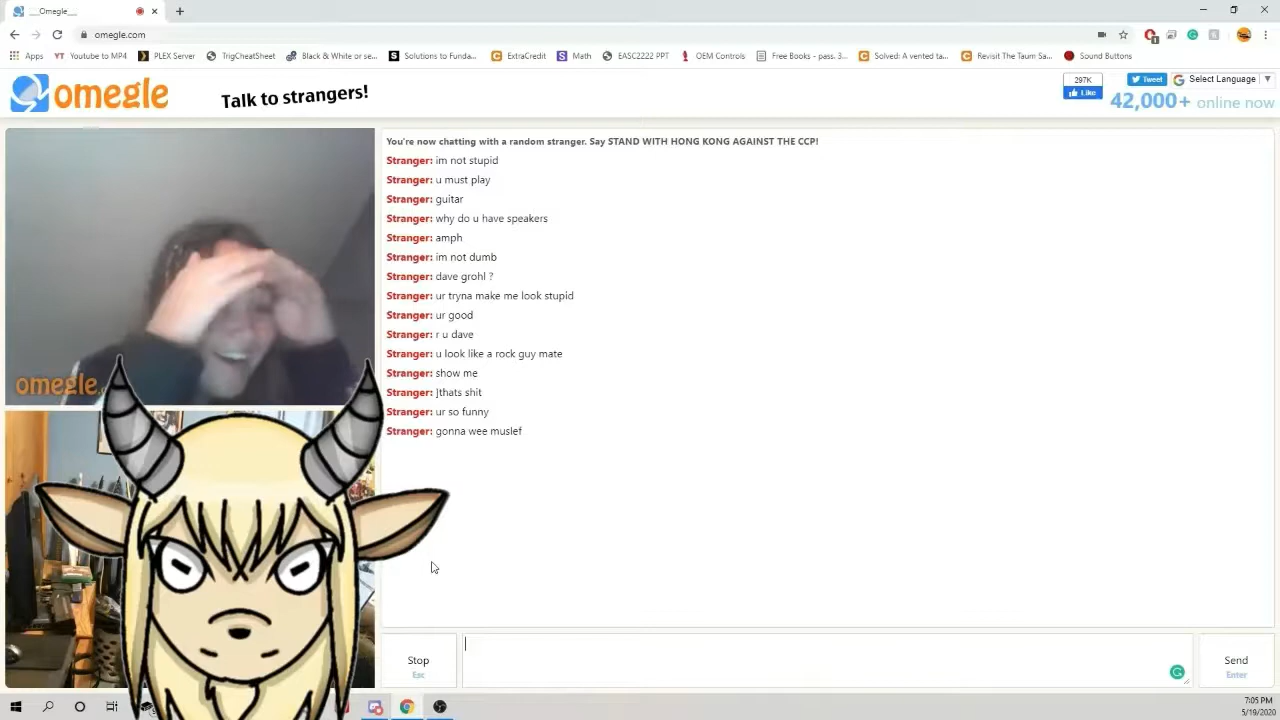 __Omegle__
omegle.com
Apps
YT Youtube to MP4
PLEX Server
TrigCheatSheet
Black & White or se...
Solutions to Funda...
ExtraCredit
Math
EASC2222 PPT
OEM Controls
Free Books - pass, 3...
Solved: A vented ta...
Revisit The Taum Sa...
Sound Buttons
omegle
Talk to strangers!
297K
Like
Tweet
Select Language
42,000+ online now
You're now chatting with a random stranger. Say STAND WITH HONG KONG AGAINST THE CCP!
Stranger: im not stupid
Stranger: u must play
Stranger: guitar
Stranger: why do u have speakers
Stranger: amph
Stranger: im not dumb
Stranger: dave grohl ?
Stranger: ur tryna make me look stupid
Stranger: ur good
Stranger: r u dave
Stranger: u look like a rock guy mate
Stranger: show me
Stranger: ]thats shit
Stranger: ur so funny
Stranger: gonna wee muslef
omegle
Stop
Esc
Send
Enter
7:05 PM
5/19/2020